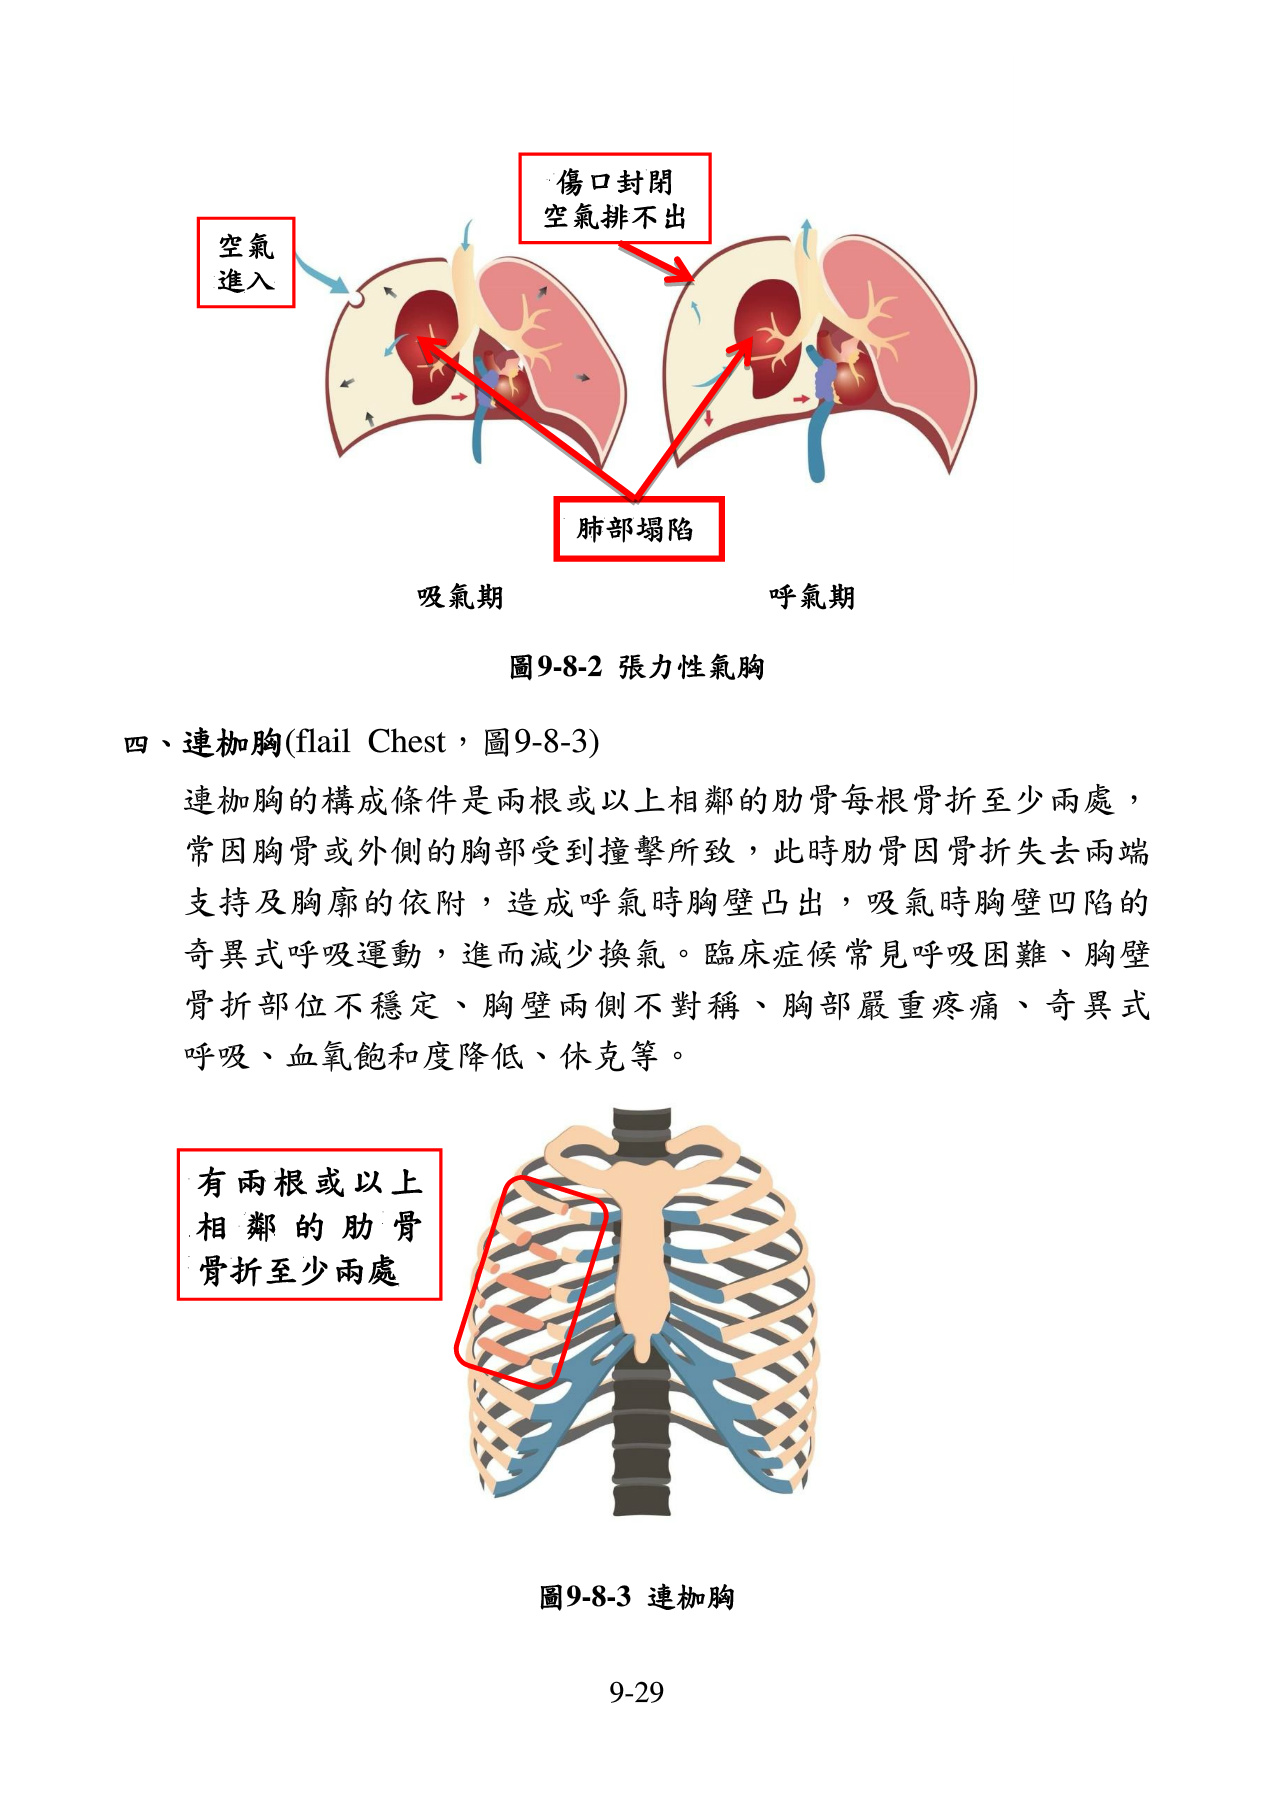 傷口封閉
空氣排不出
空氣
進入
肺部塌陷
吸氣期
呼氣期
圖9-8-2 張力性氣胸
四、連枷胸(flail Chest，圖9-8-3)
連枷胸的構成條件是兩根或以上相鄰的肋骨每根骨折至少兩處，
常因胸骨或外側的胸部受到撞擊所致，此時肋骨因骨折失去兩端
支持及胸廓的依附，造成呼氣時胸壁凸出，吸氣時胸壁凹陷的
奇異式呼吸運動，進而減少換氣。臨床症候常見呼吸困難、胸壁
骨折部位不穩定、胸壁兩側不對稱、胸部嚴重疼痛、奇異式
呼吸、血氧飽和度降低、休克等。
有兩根或以上
相鄰的肋骨
骨折至少兩處
圖9-8-3 連枷胸
9-29